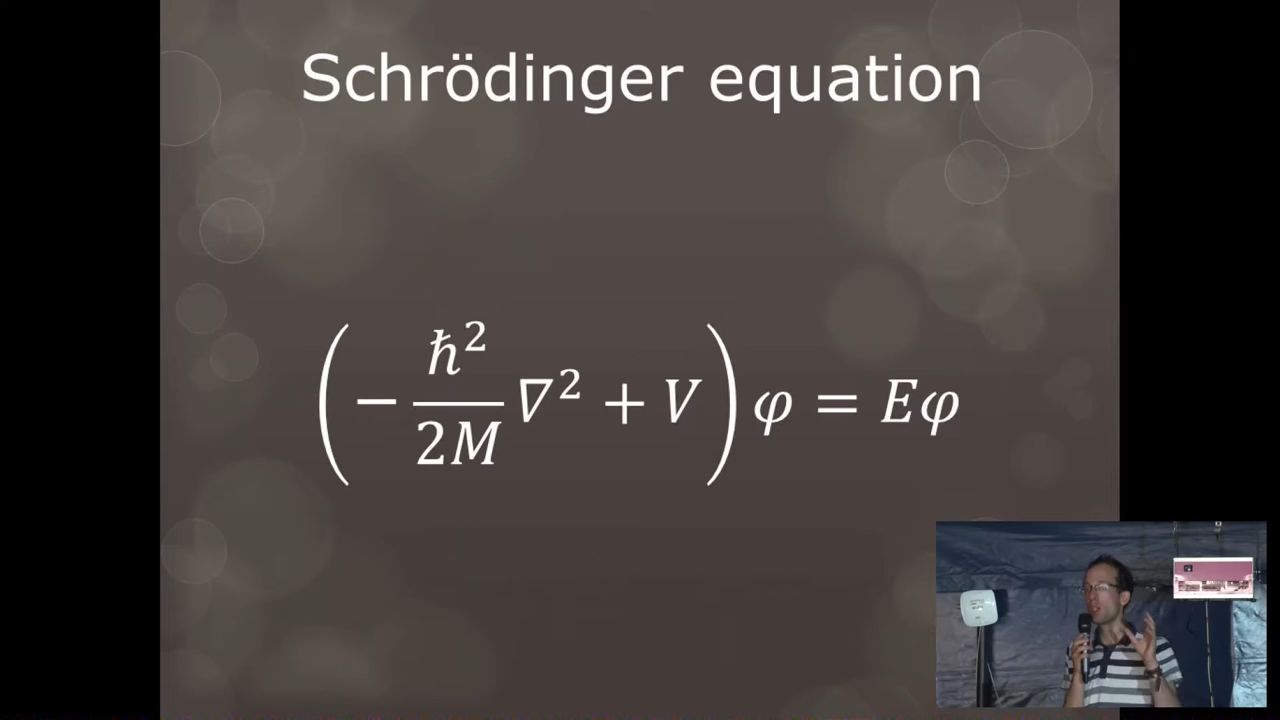 Schrödinger equation
(−ħ²/2M ∇² + V) φ = Eφ